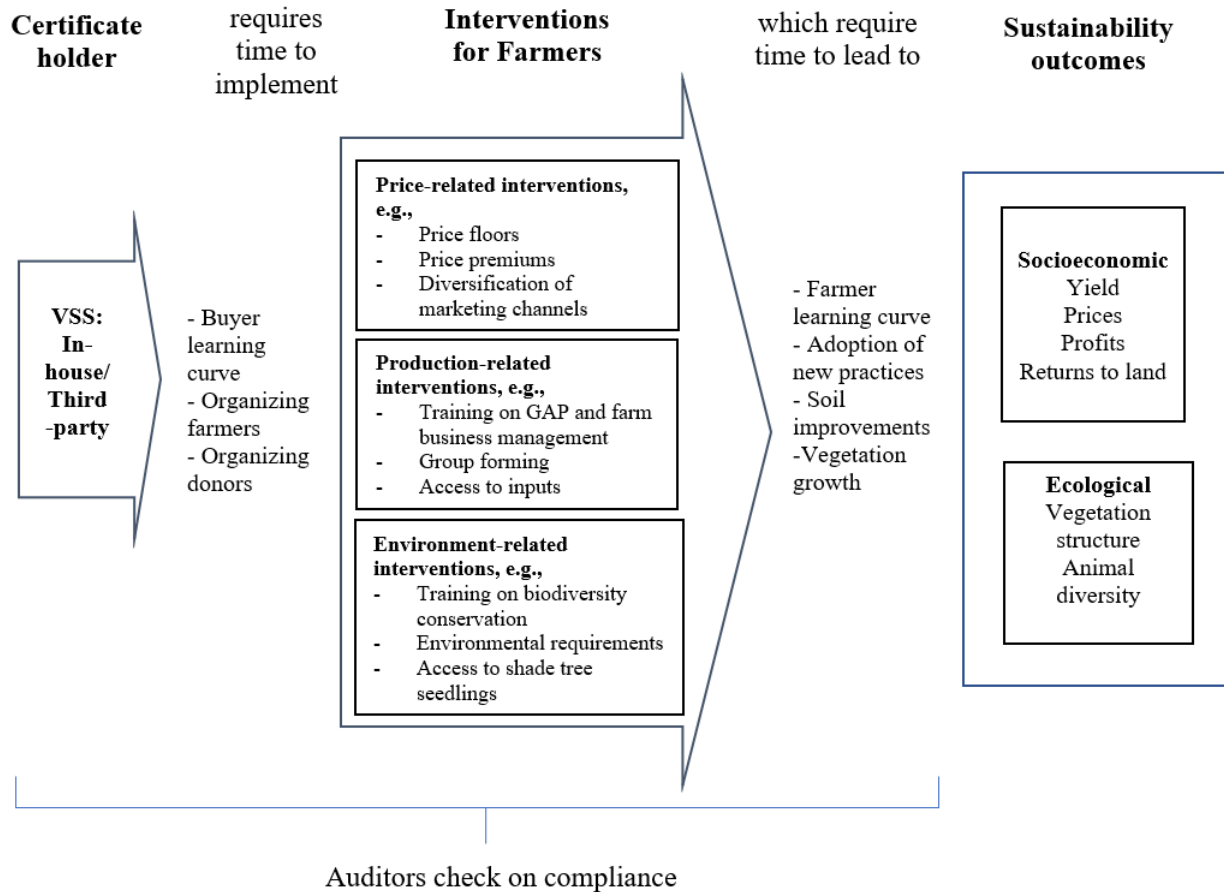 Certificate
holder
requires
time to
implement
Interventions
for Farmers
which require
time to lead to
Sustainability
outcomes
VSS:
In-
house/
Third
-party
- Buyer
learning
curve
- Organizing
farmers
- Organizing
donors
Price-related interventions,
e.g.,
- Price floors
- Price premiums
- Diversification of
marketing channels
Production-related
interventions, e.g.,
- Training on GAP and farm
business management
- Group forming
- Access to inputs
Environment-related
interventions, e.g.,
- Training on biodiversity
conservation
- Environmental requirements
- Access to shade tree
seedlings
- Farmer
learning curve
- Adoption of
new practices
- Soil
improvements
-Vegetation
growth
Socioeconomic
Yield
Prices
Profits
Returns to land
Ecological
Vegetation
structure
Animal
diversity
Auditors check on compliance